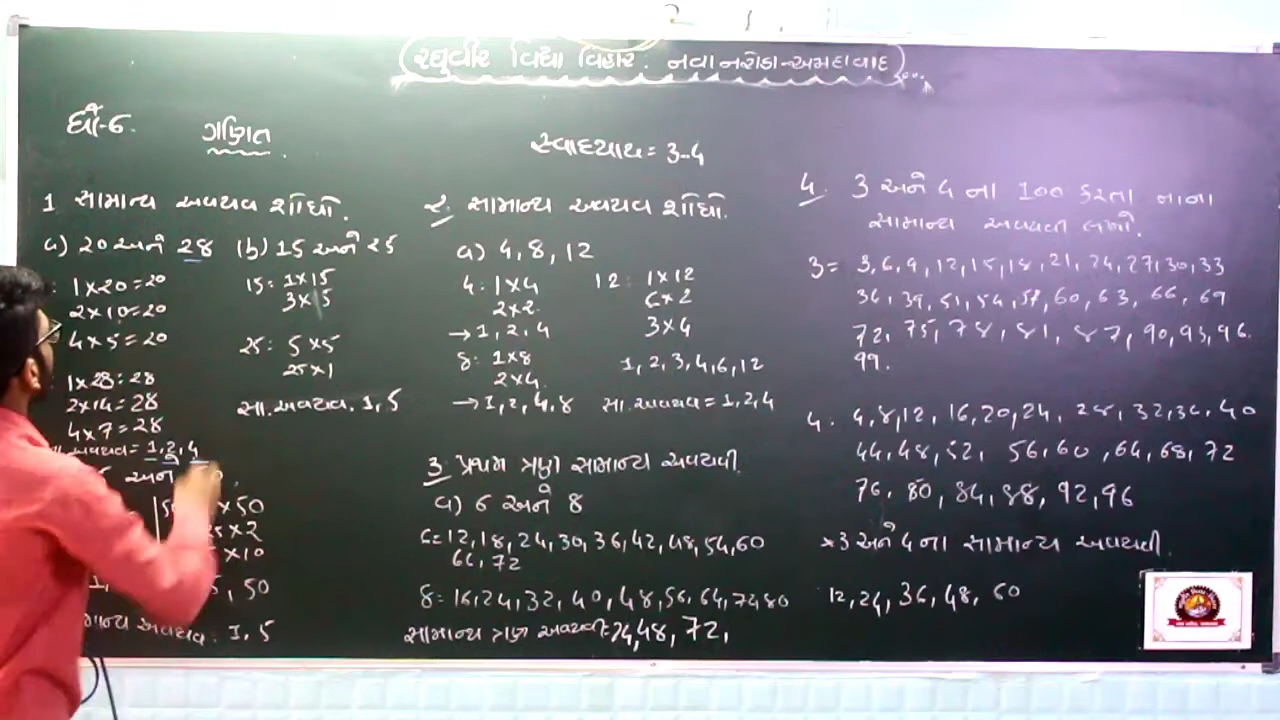 રઘુવીર વિદ્યા વિહાર. નવા નરોડા-અમદાવાદ
ધો-૬.
ગણિત
સ્વાધ્યાય = 3-4
1 સામાન્ય અવયવ શોધો.
a) 20 અને 28 (b) 15 અને 25
1×20=20
2×10=20
4×5=20
1×28=28
2×14=28
4×7=28
અવયવ= 1,2,4
15: 1×15
3×5
25: 5×5
25×1
સા. અવયવ. 1,5
×50
×2
×10
, 50
અવયવ: 1,5
૨. સામાન્ય અવયવ શોધો.
a) 4, 8, 12
4: 1×4
2×2
→1, 2, 4
8: 1×8
2×4
→1,2,4,8
12: 1×12
6×2
3×4
1,2,3,4,6,12
સા. અવયવ = 1,2,4
3. પ્રથમ ત્રણ સામાન્ય અવયવી.
a) 6 અને 8
6=12,18,24,30,36,42,48,54,60
66,72
8= 16,24,32,40,48,56,64,72 80
સામાન્ય ત્રણ અવયવી=24,48, 72,
4. 3 અને 4 ના 100 કરતા નાના
સામાન્ય અવયવી લખો.
3= 3,6,9,12,15,18,21,24,27,30,33
36, 39, 51, 54, 57, 60, 63, 66, 69
72, 75, 78, 81, 87, 90, 93, 96.
99.
4. 4,8,12, 16,20,24, 28, 32,36, 40
44,48,52, 56,60, 64,68, 72
76, 80, 84, 88, 92, 96
*3 અને 4 ના સામાન્ય અવયવી.
12,24, 36, 48, 60